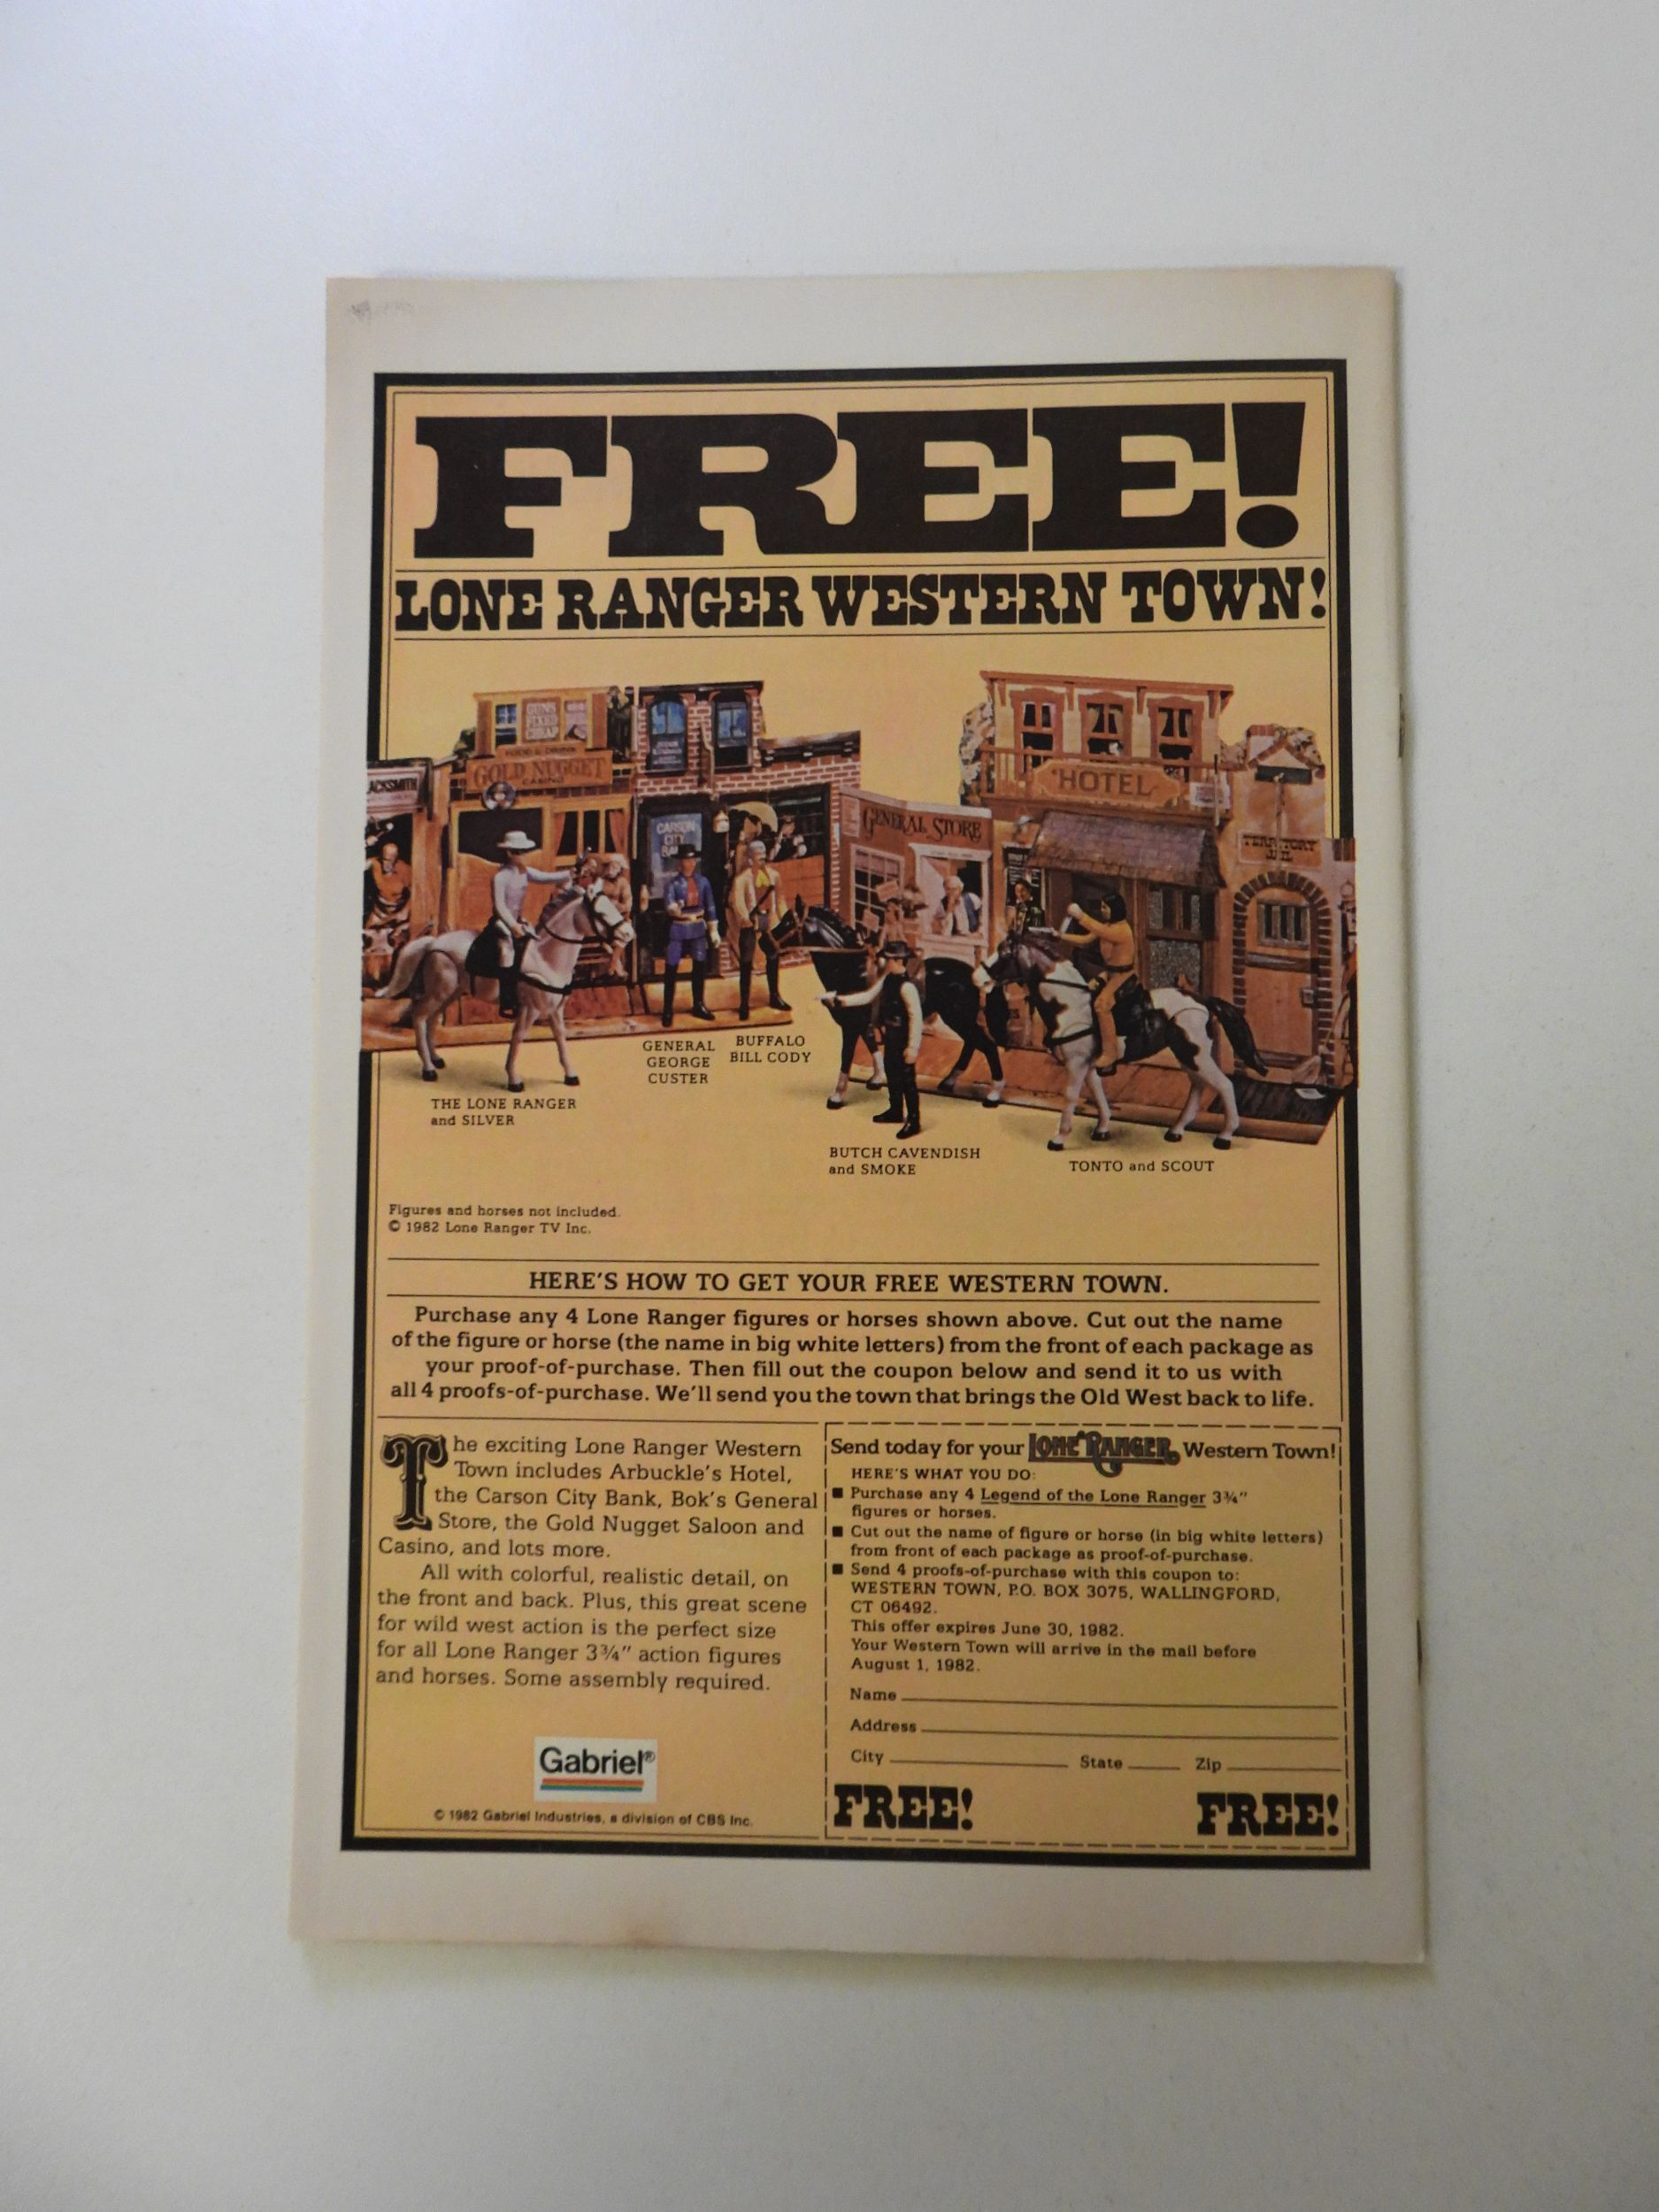 FREE!
LONE RANGER WESTERN TOWN!
GUNS
FIXED
CHEAP
FOOD & DRINK
GOLD NUGGET
CASINO
ACKSMITH
CARSON
CITY
HOTEL
GENERAL STORE
TERRITORY
JAIL
GENERAL
GEORGE
CUSTER
BUFFALO
BILL CODY
THE LONE RANGER
and SILVER
BUTCH CAVENDISH
and SMOKE
TONTO and SCOUT
Figures and horses not included.
© 1982 Lone Ranger TV Inc.
HERE'S HOW TO GET YOUR FREE WESTERN TOWN.
Purchase any 4 Lone Ranger figures or horses shown above. Cut out the name
of the figure or horse (the name in big white letters) from the front of each package as
your proof-of-purchase. Then fill out the coupon below and send it to us with
all 4 proofs-of-purchase. We'll send you the town that brings the Old West back to life.
The exciting Lone Ranger Western
Town includes Arbuckle's Hotel,
the Carson City Bank, Bok's General
Store, the Gold Nugget Saloon and
Casino, and lots more.
All with colorful, realistic detail, on
the front and back. Plus, this great scene
for wild west action is the perfect size
for all Lone Ranger 3¾" action figures
and horses. Some assembly required.
Gabriel®
© 1982 Gabriel Industries, a division of CBS Inc.
Send today for your LONE RANGER Western Town!
HERE'S WHAT YOU DO:
■ Purchase any 4 Legend of the Lone Ranger 3¾"
figures or horses.
■ Cut out the name of figure or horse (in big white letters)
from front of each package as proof-of-purchase.
■ Send 4 proofs-of-purchase with this coupon to:
WESTERN TOWN, P.O. BOX 3075, WALLINGFORD,
CT 06492.
This offer expires June 30, 1982.
Your Western Town will arrive in the mail before
August 1, 1982.
Name
Address
City State Zip
FREE! FREE!